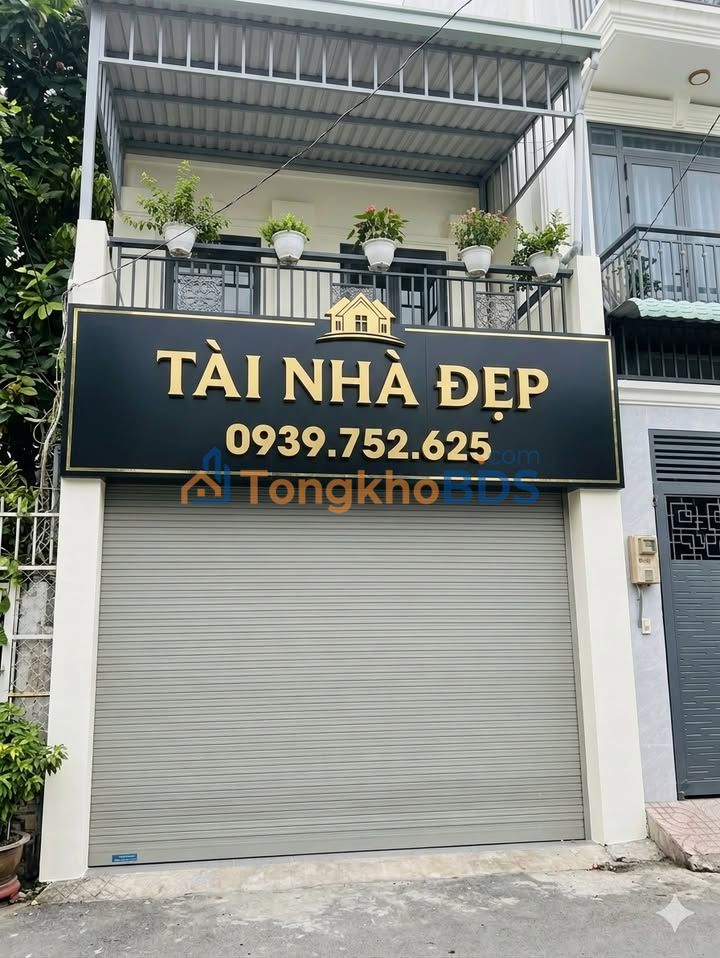 TÀI NHÀ ĐẸP
0939.752.625
TongkhoBDS.com